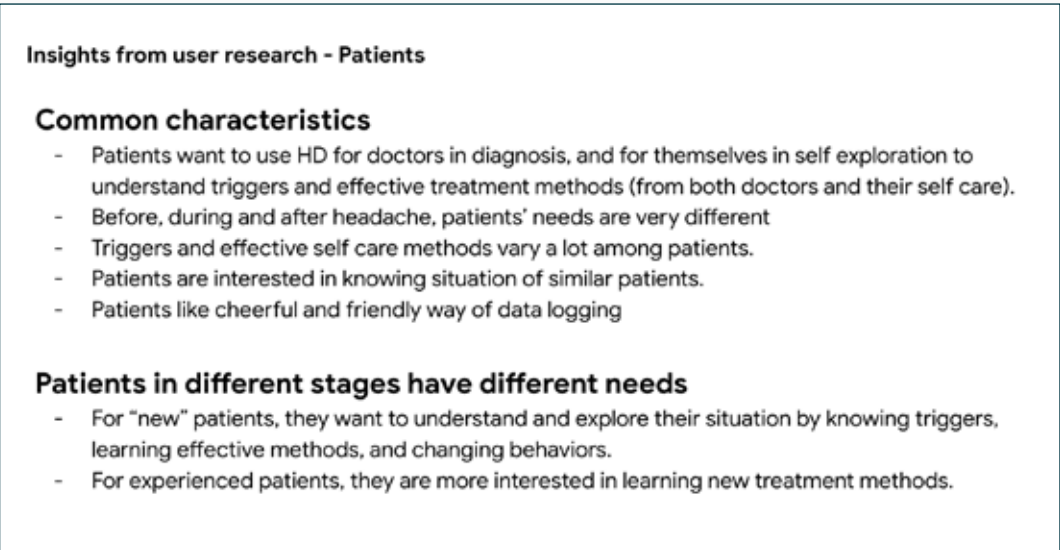 Insights from user research - Patients
Common characteristics
- Patients want to use HD for doctors in diagnosis, and for themselves in self exploration to
understand triggers and effective treatment methods (from both doctors and their self care).
- Before, during and after headache, patients' needs are very different
- Triggers and effective self care methods vary a lot among patients.
- Patients are interested in knowing situation of similar patients.
- Patients like cheerful and friendly way of data logging
Patients in different stages have different needs
- For “new” patients, they want to understand and explore their situation by knowing triggers,
learning effective methods, and changing behaviors.
- For experienced patients, they are more interested in learning new treatment methods.